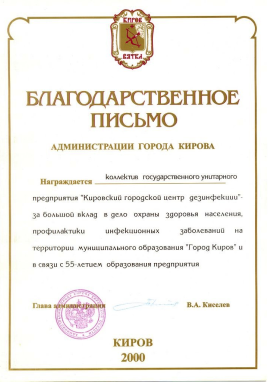 КИРОВ
ВЯТКА
БЛАГОДАРСТВЕННОЕ
ПИСЬМО
АДМИНИСТРАЦИИ ГОРОДА КИРОВА
Награждается коллектив государственного унитарного
предприятия "Кировский городской центр дезинфекции"-
за большой вклад в дело охраны здоровья населения,
профилактики инфекционных заболеваний на
территории муниципального образования "Город Киров" и
в связи с 55-летием образования предприятия
Глава администрации В.А. Киселев
КИРОВ
2000